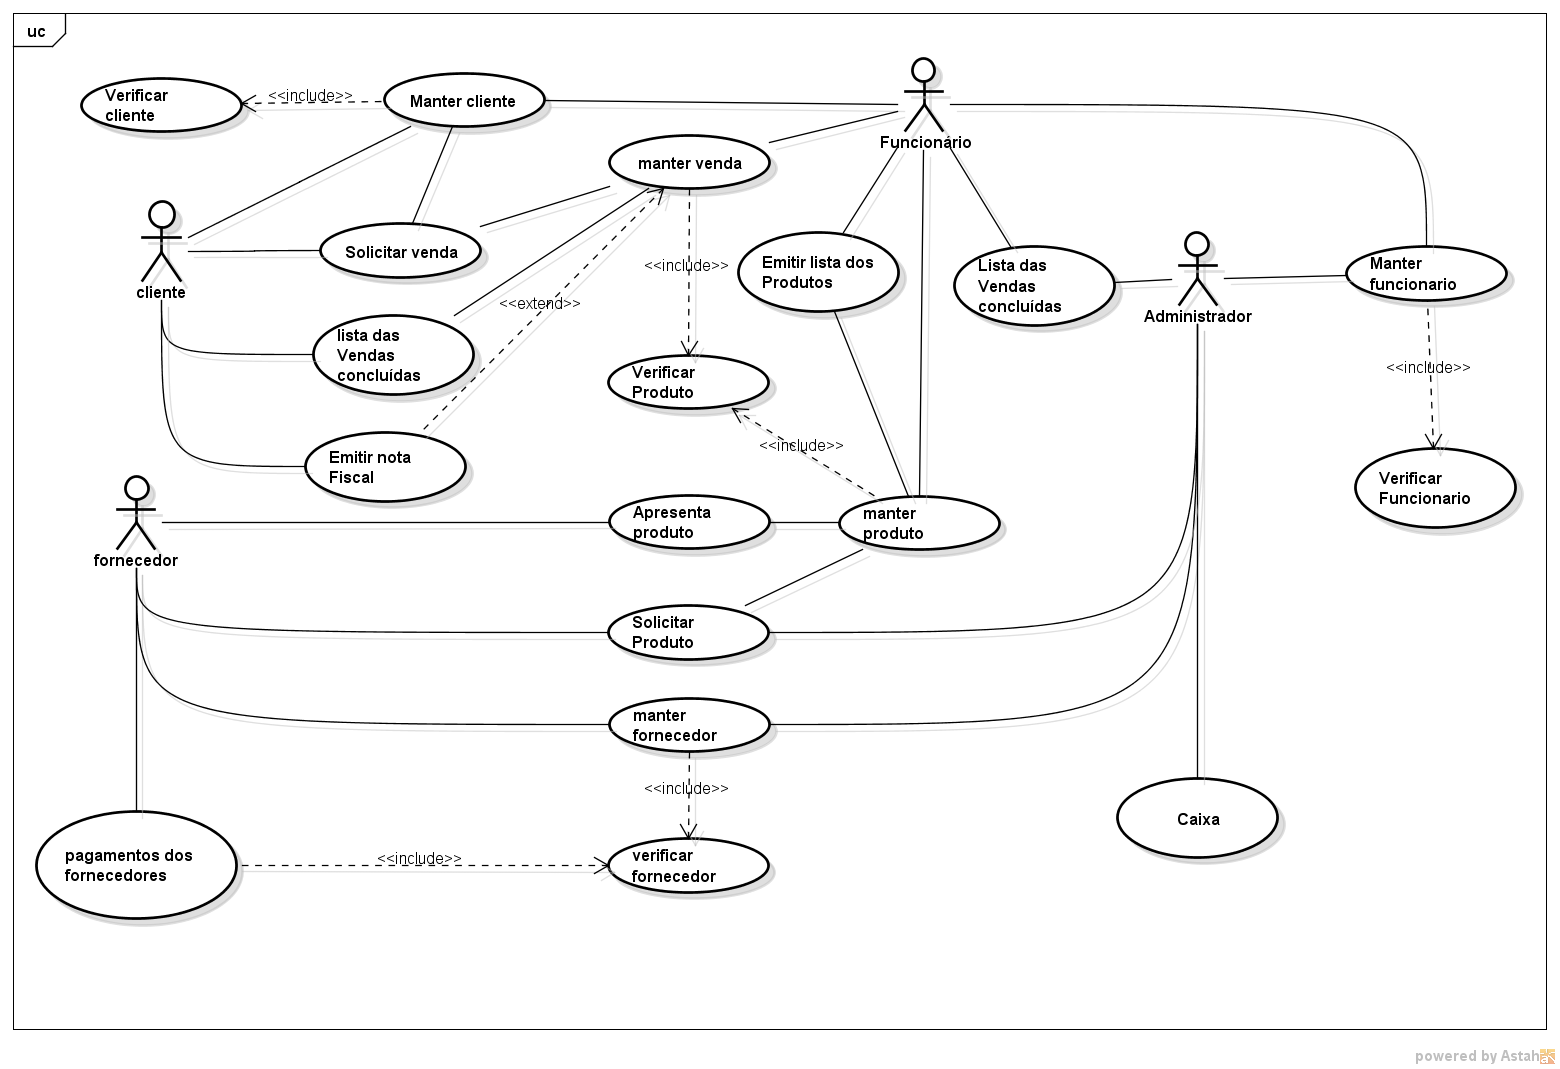 uc
Verificar
cliente
<<include>>
Manter cliente
Funcionário
manter venda
cliente
Solicitar venda
<<include>>
Emitir lista dos
Produtos
Lista das
Vendas
concluídas
Administrador
Manter
funcionario
<<extend>>
lista das
Vendas
concluídas
Verificar
Produto
<<include>>
<<include>>
Emitir nota
Fiscal
Verificar
Funcionario
fornecedor
Apresenta
produto
manter
produto
Solicitar
Produto
manter
fornecedor
<<include>>
pagamentos dos
fornecedores
<<include>>
verificar
fornecedor
Caixa
powered by Astah